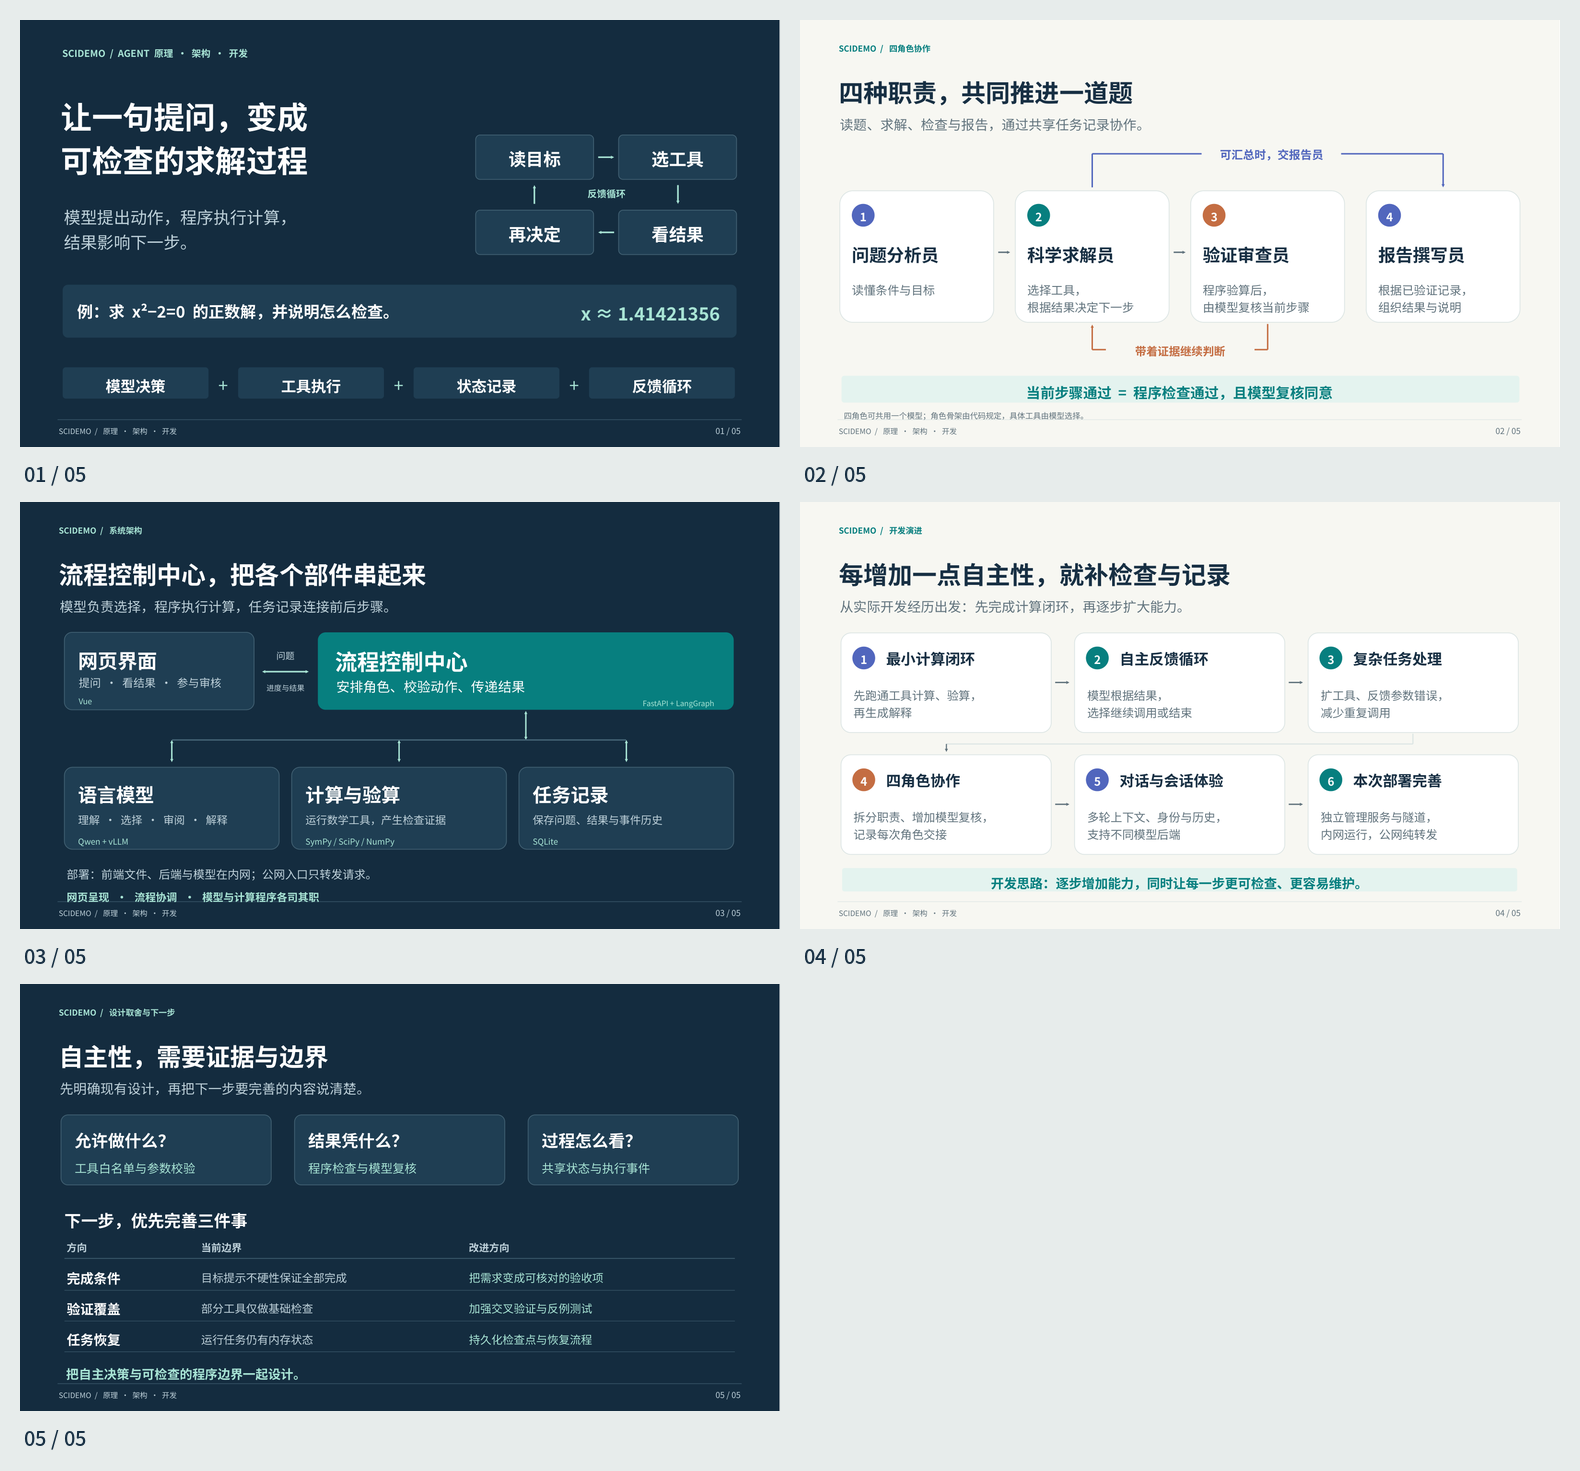 SCIDEMO / AGENT 原理 · 架构 · 开发
让一句提问，变成
可检查的求解过程
模型提出动作，程序执行计算，
结果影响下一步。
读目标
选工具
反馈循环
再决定
看结果
例：求 x²−2=0 的正数解，并说明怎么检查。
x ≈ 1.41421356
模型决策 + 工具执行 + 状态记录 + 反馈循环
SCIDEMO / 原理 · 架构 · 开发
01 / 05
01 / 05
SCIDEMO / 四角色协作
四种职责，共同推进一道题
读题、求解、检查与报告，通过共享任务记录协作。
可汇总时，交报告员
1
问题分析员
读懂条件与目标
2
科学求解员
选择工具，
根据结果决定下一步
3
验证审查员
程序验算后，
由模型复核当前步骤
4
报告撰写员
根据已验证记录，
组织结果与说明
带着证据继续判断
当前步骤通过 = 程序检查通过，且模型复核同意
四角色可共用一个模型；角色骨架由代码规定，具体工具由模型选择。
SCIDEMO / 原理 · 架构 · 开发
02 / 05
02 / 05
SCIDEMO / 系统架构
流程控制中心，把各个部件串起来
模型负责选择，程序执行计算，任务记录连接前后步骤。
网页界面
提问 · 看结果 · 参与审核
Vue
问题
进度与结果
流程控制中心
安排角色、校验动作、传递结果
FastAPI + LangGraph
语言模型
理解 · 选择 · 审阅 · 解释
Qwen + vLLM
计算与验算
运行数学工具，产生检查证据
SymPy / SciPy / NumPy
任务记录
保存问题、结果与事件历史
SQLite
部署：前端文件、后端与模型在内网；公网入口只转发请求。
网页呈现 · 流程协调 · 模型与计算程序各司其职
SCIDEMO / 原理 · 架构 · 开发
03 / 05
03 / 05
SCIDEMO / 开发演进
每增加一点自主性，就补检查与记录
从实际开发经历出发：先完成计算闭环，再逐步扩大能力。
1
最小计算闭环
先跑通工具计算、验算，
再生成解释
2
自主反馈循环
模型根据结果，
选择继续调用或结束
3
复杂任务处理
扩工具、反馈参数错误，
减少重复调用
4
四角色协作
拆分职责、增加模型复核，
记录每次角色交接
5
对话与会话体验
多轮上下文、身份与历史，
支持不同模型后端
6
本次部署完善
独立管理服务与隧道，
内网运行，公网纯转发
开发思路：逐步增加能力，同时让每一步更可检查、更容易维护。
SCIDEMO / 原理 · 架构 · 开发
04 / 05
04 / 05
SCIDEMO / 设计取舍与下一步
自主性，需要证据与边界
先明确现有设计，再把下一步要完善的内容说清楚。
允许做什么？
工具白名单与参数校验
结果凭什么？
程序检查与模型复核
过程怎么看？
共享状态与执行事件
下一步，优先完善三件事
方向 当前边界 改进方向
完成条件 目标提示不硬性保证全部完成 把需求变成可核对的验收项
验证覆盖 部分工具仅做基础检查 加强交叉验证与反例测试
任务恢复 运行任务仍有内存状态 持久化检查点与恢复流程
把自主决策与可检查的程序边界一起设计。
SCIDEMO / 原理 · 架构 · 开发
05 / 05
05 / 05